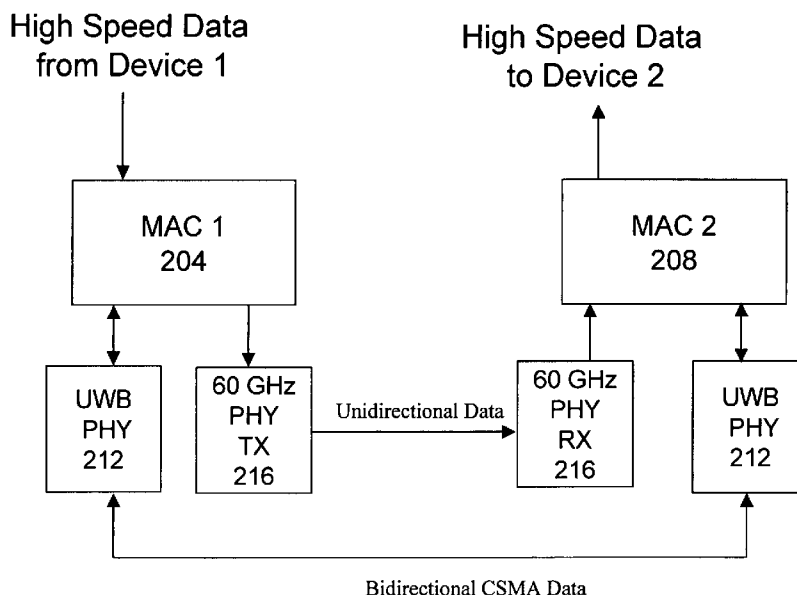 High Speed Data
from Device 1
High Speed Data
to Device 2
MAC 1
204
MAC 2
208
UWB
PHY
212
60 GHz
PHY
TX
216
Unidirectional Data
60 GHz
PHY
RX
216
UWB
PHY
212
Bidirectional CSMA Data